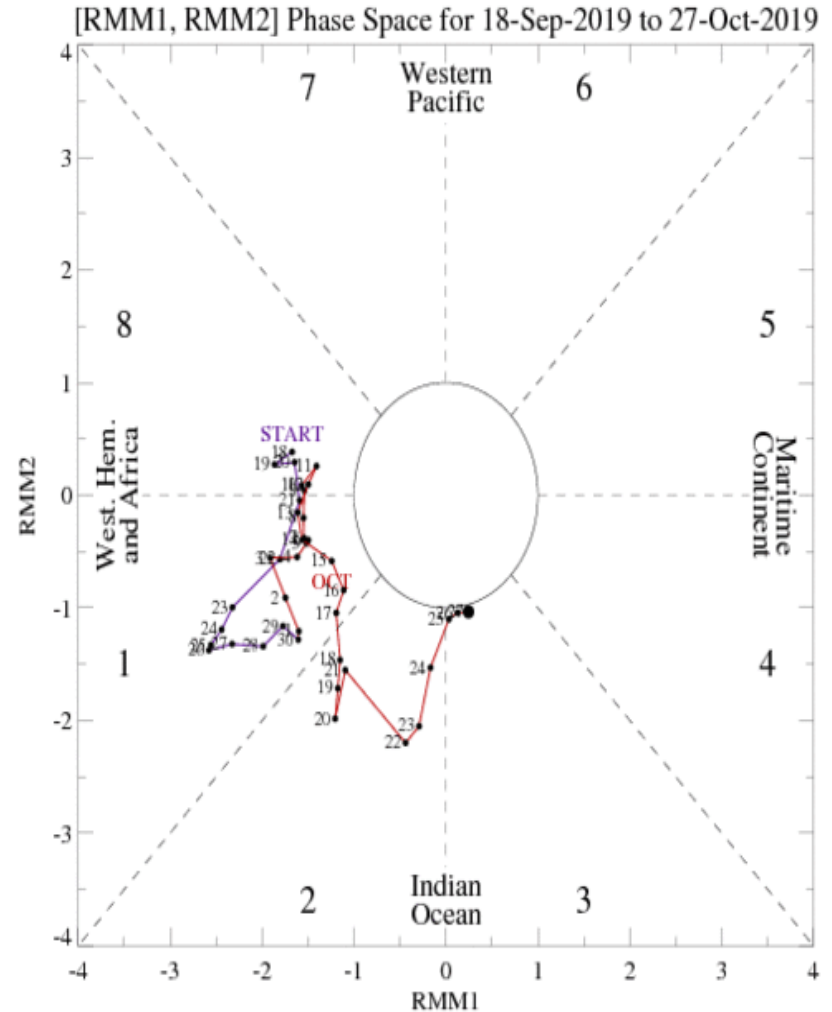 [RMM1, RMM2] Phase Space for 18-Sep-2019 to 27-Oct-2019
4
3
2
1
0
-1
-2
-3
-4
RMM2
7
Western
Pacific
6
8
5
West. Hem.
and Africa
Maritime
Continent
START
18
19
11
15
OCT
16
2
17
23
24
29
30
27
28
1
18
21
19
20
22
23
24
25
4
2
Indian
Ocean
3
-4 -3 -2 -1 0 1 2 3 4
RMM1